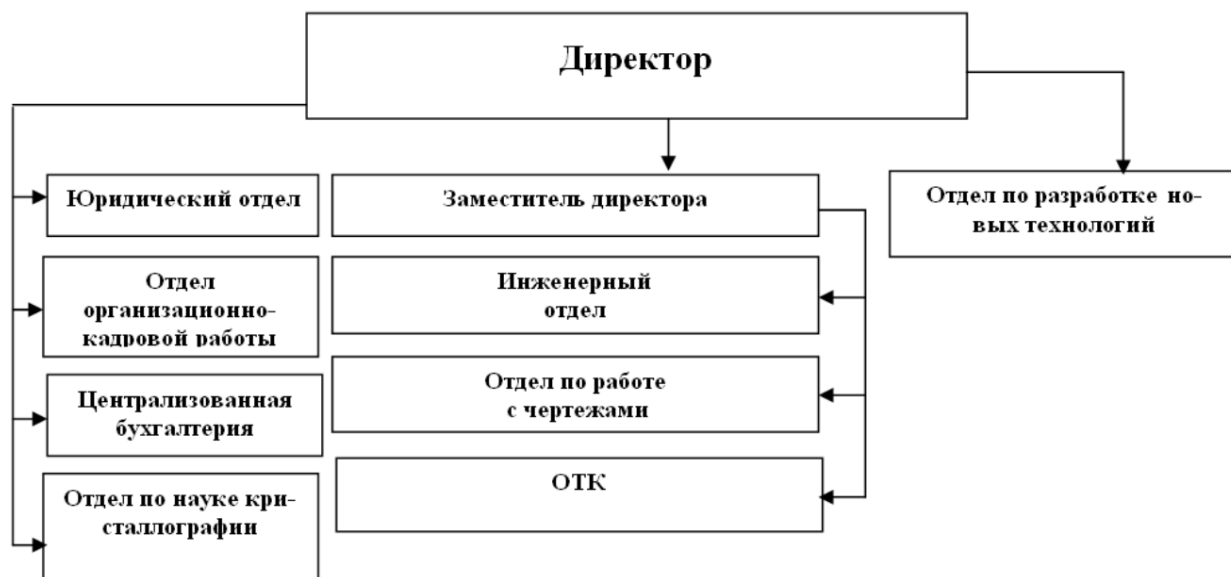 Директор
Юридический отдел
Заместитель директора
Отдел по разработке но-
вых технологий
Отдел
организационно-
кадровой работы
Инженерный
отдел
Централизованная
бухгалтерия
Отдел по работе
с чертежами
Отдел по науке кри-
сталлографии
ОТК